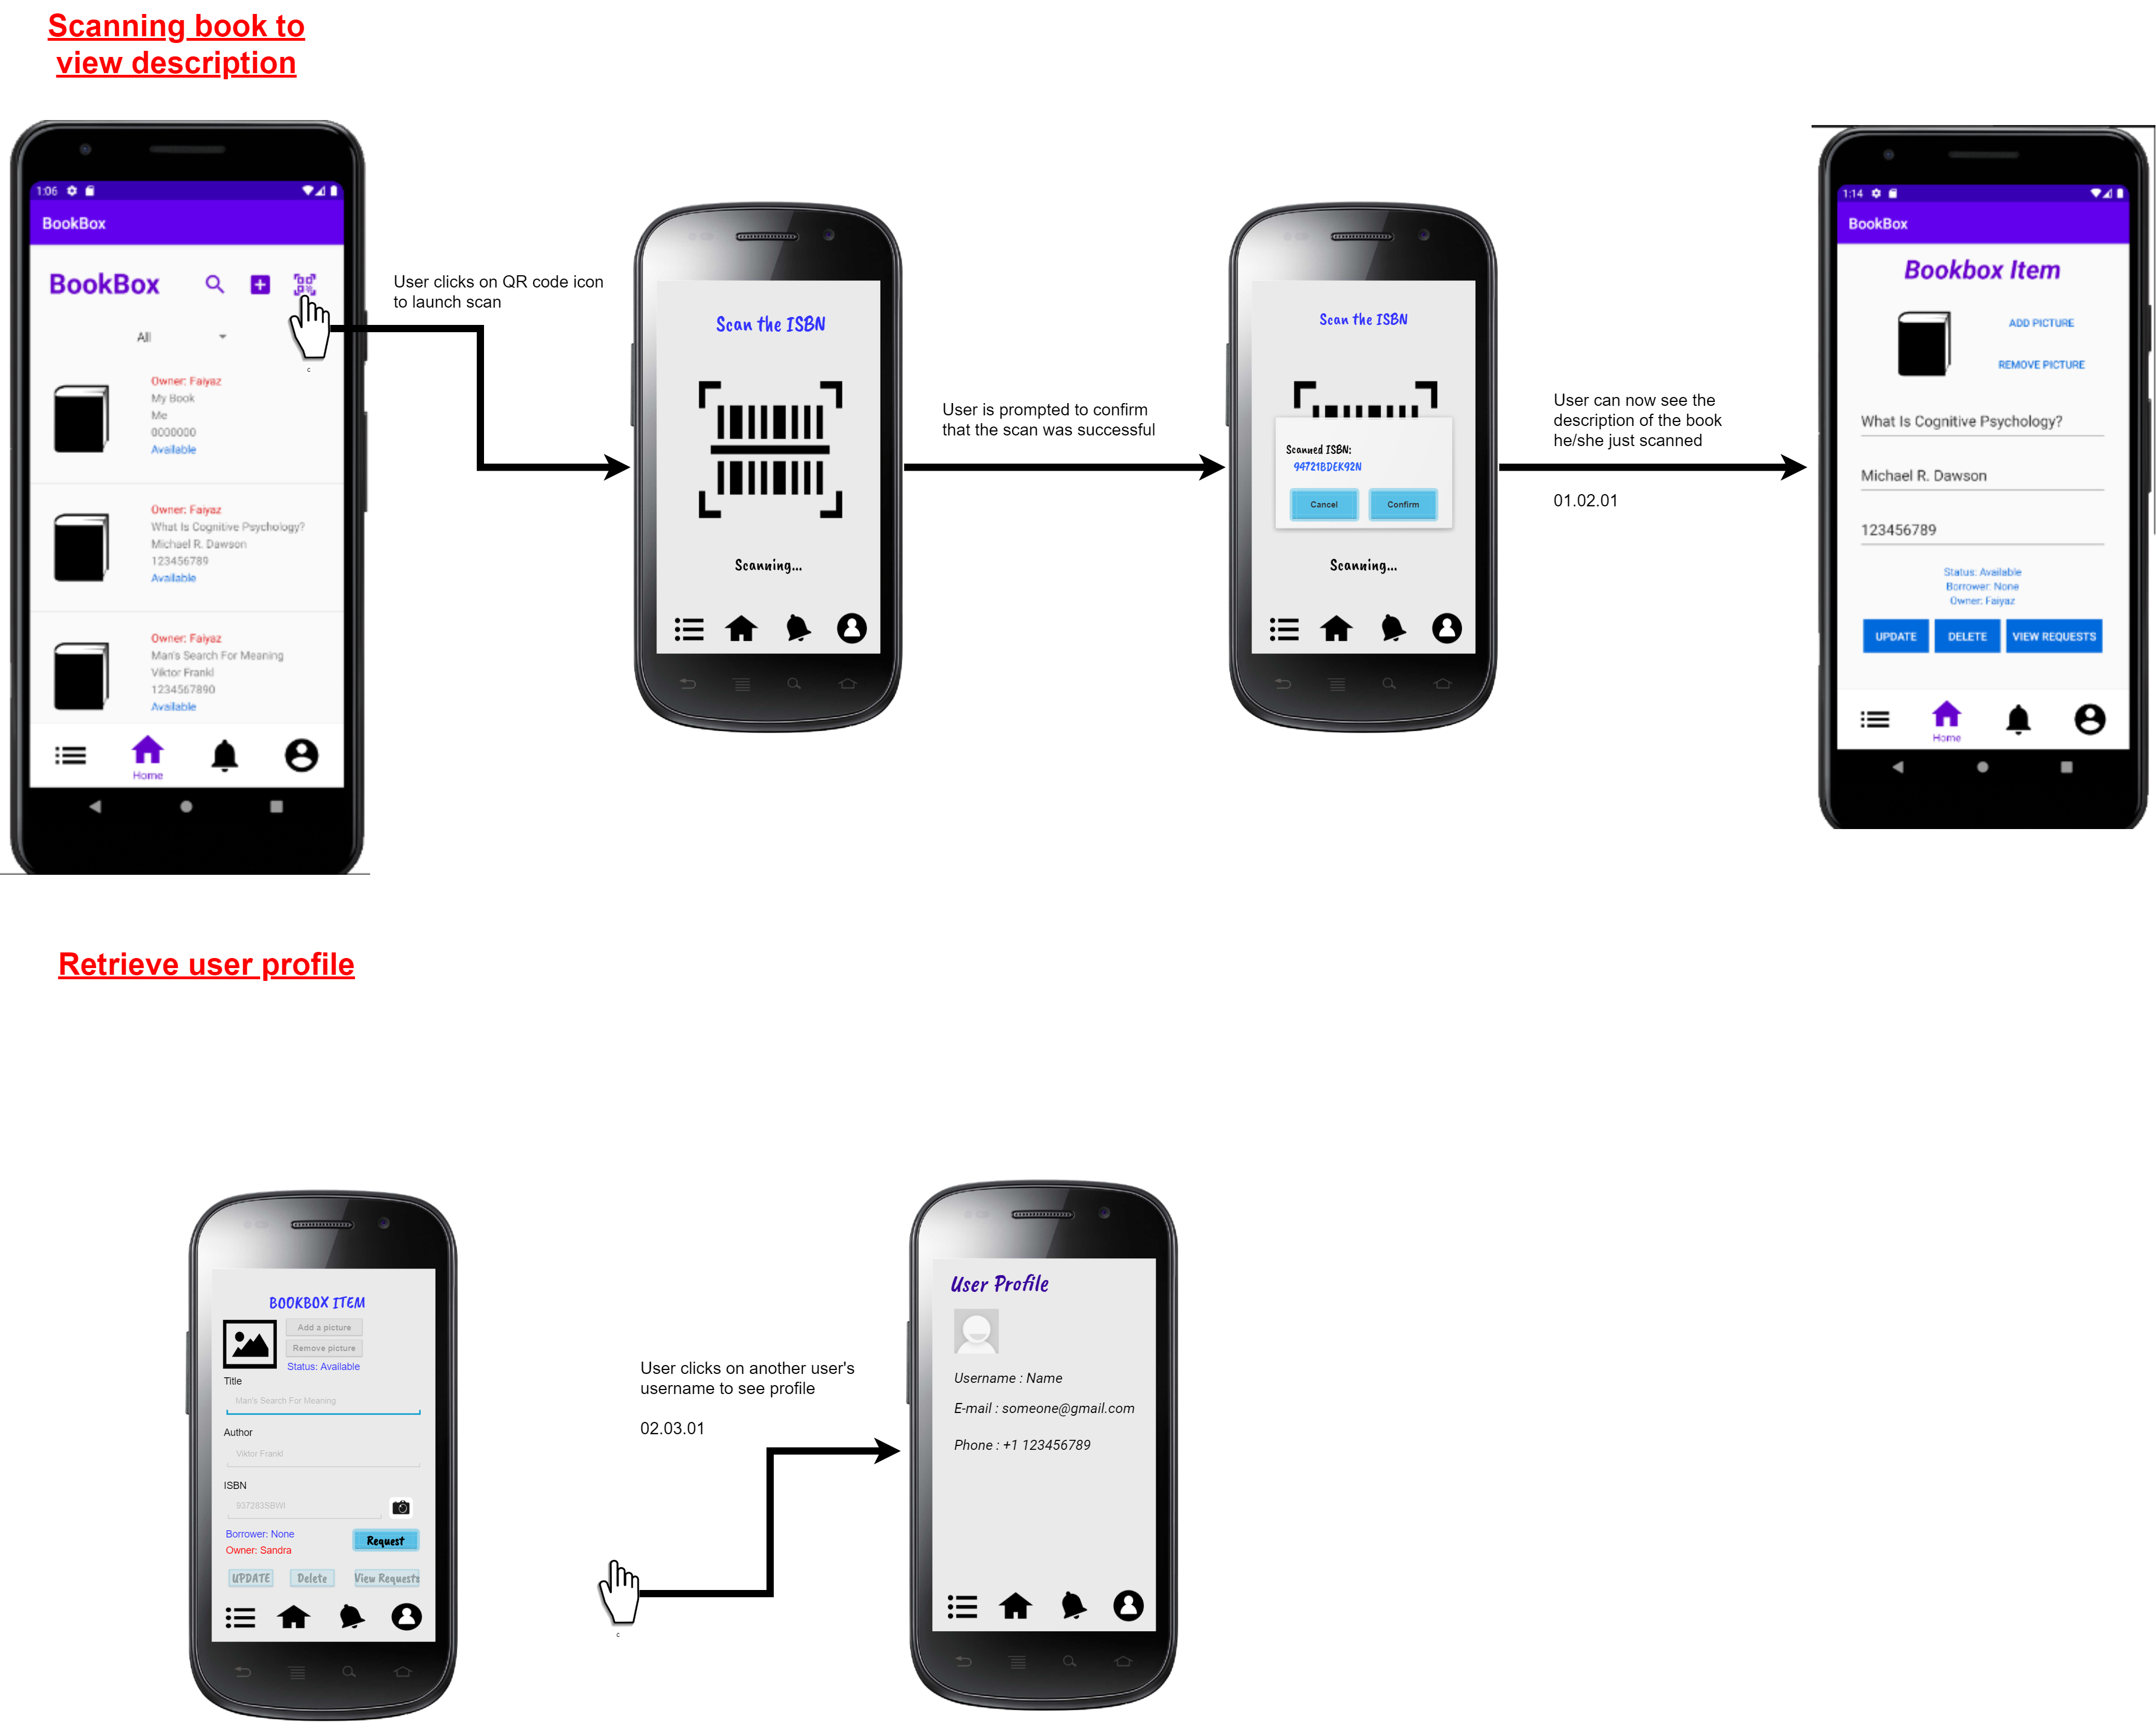 Scanning book to
view description
1:06
BookBox
BookBox
All
Owner: Faiyaz
My Book
Me
0000000
Available
Owner: Faiyaz
What Is Cognitive Psychology?
Michael R. Dawson
123456789
Available
Owner: Faiyaz
Man's Search For Meaning
Viktor Frankl
1234567890
Available
Home
c
User clicks on QR code icon
to launch scan
Scan the ISBN
Scanning...
User is prompted to confirm
that the scan was successful
Scan the ISBN
Scanned ISBN:
94721BDEK92N
Cancel
Confirm
Scanning...
User can now see the
description of the book
he/she just scanned
01.02.01
1:14
BookBox
Bookbox Item
ADD PICTURE
REMOVE PICTURE
What Is Cognitive Psychology?
Michael R. Dawson
123456789
Status: Available
Borrower: None
Owner: Faiyaz
UPDATE
DELETE
VIEW REQUESTS
Home
Retrieve user profile
BOOKBOX ITEM
Add a picture
Remove picture
Status: Available
Title
Man's Search For Meaning
Author
Viktor Frankl
ISBN
937283SBWI
Borrower: None
Owner: Sandra
Request
UPDATE
Delete
View Requests
User clicks on another user's
username to see profile
02.03.01
c
User Profile
Username : Name
E-mail : someone@gmail.com
Phone : +1 123456789